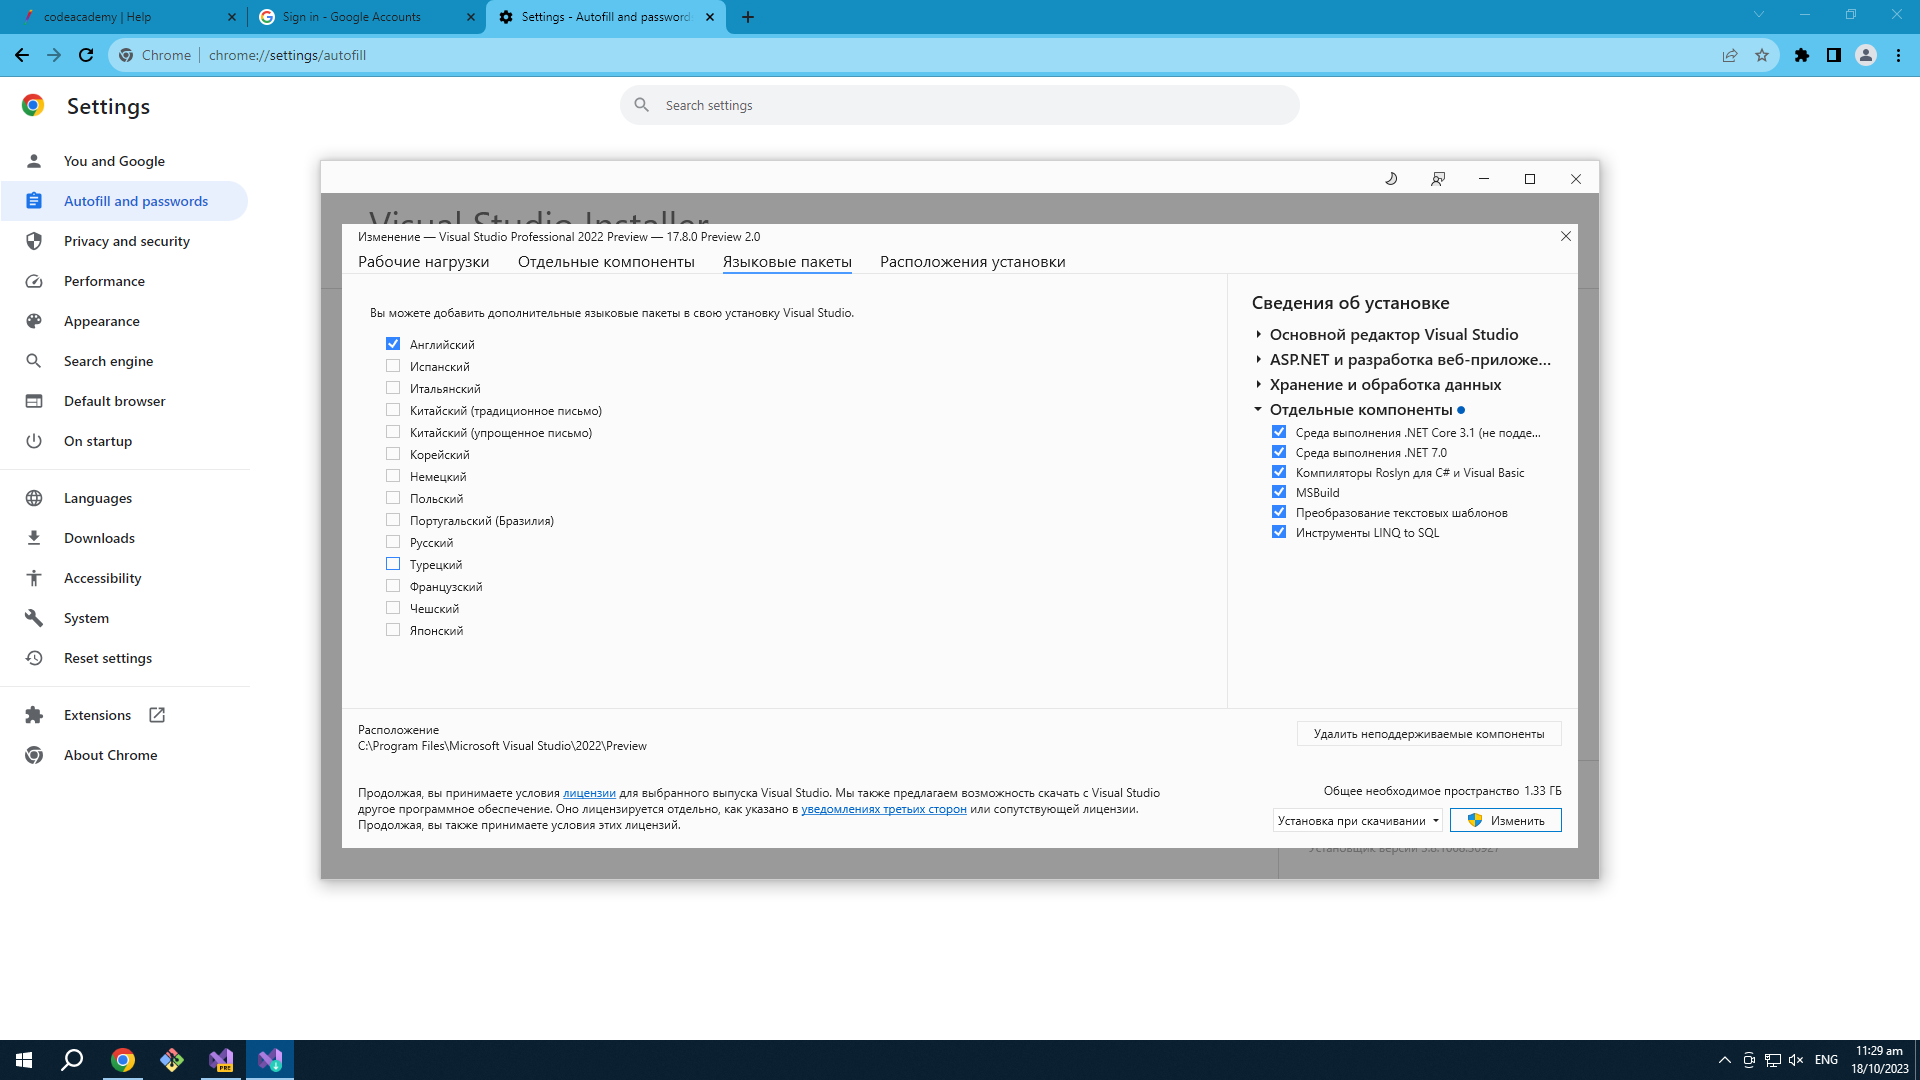 codeacademy | Help
Sign in - Google Accounts
Settings - Autofill and password
Chrome
chrome://settings/autofill
Settings
Search settings
You and Google
Autofill and passwords
Privacy and security
Performance
Appearance
Search engine
Default browser
On startup
Languages
Downloads
Accessibility
System
Reset settings
Extensions
About Chrome
Visual Studio Installer
Изменение — Visual Studio Professional 2022 Preview — 17.8.0 Preview 2.0
Рабочие нагрузки
Отдельные компоненты
Языковые пакеты
Расположения установки
Вы можете добавить дополнительные языковые пакеты в свою установку Visual Studio.
Английский
Испанский
Итальянский
Китайский (традиционное письмо)
Китайский (упрощенное письмо)
Корейский
Немецкий
Польский
Португальский (Бразилия)
Русский
Турецкий
Французский
Чешский
Японский
Сведения об установке
Основной редактор Visual Studio
ASP.NET и разработка веб-приложе...
Хранение и обработка данных
Отдельные компоненты
Среда выполнения .NET Core 3.1 (не подде...
Среда выполнения .NET 7.0
Компиляторы Roslyn для C# и Visual Basic
MSBuild
Преобразование текстовых шаблонов
Инструменты LINQ to SQL
Расположение
C:\Program Files\Microsoft Visual Studio\2022\Preview
Удалить неподдерживаемые компоненты
Продолжая, вы принимаете условия лицензии для выбранного выпуска Visual Studio. Мы также предлагаем возможность скачать с Visual Studio
другое программное обеспечение. Оно лицензируется отдельно, как указано в уведомлениях третьих сторон или сопутствующей лицензии.
Продолжая, вы также принимаете условия этих лицензий.
Общее необходимое пространство 1.33 ГБ
Установка при скачивании
Изменить
Установщик версии
PRE
ENG
11:29 am
18/10/2023